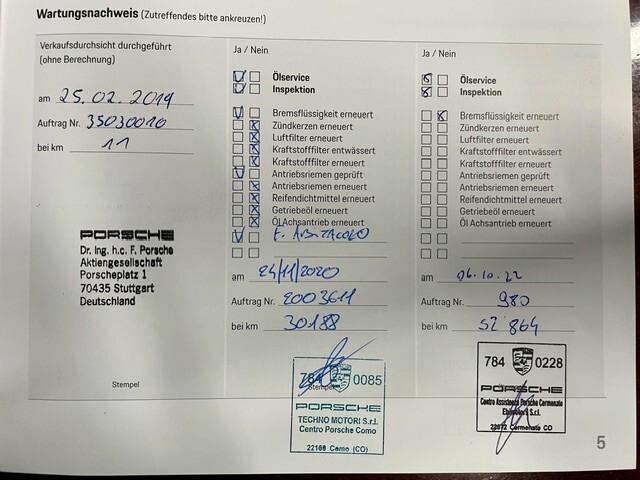 Wartungsnachweis (Zutreffendes bitte ankreuzen!)
Verkaufsdurchsicht durchgeführt
(ohne Berechnung)
am 25.02.2019
Auftrag Nr. 35030010
bei km 11
PORSCHE
Dr. Ing. h.c. F. Porsche
Aktiengesellschaft
Porscheplatz 1
70435 Stuttgart
Deutschland
Stempel
Ja / Nein
Ölservice
Inspektion
Bremsflüssigkeit erneuert
Zündkerzen erneuert
Luftfilter erneuert
Kraftstofffilter entwässert
Kraftstofffilter erneuert
Antriebsriemen geprüft
Antriebsriemen erneuert
Reifendichtmittel erneuert
Getriebeöl erneuert
Öl Achsantrieb erneuert
am 24/11/2020
Auftrag Nr. 2003611
bei km 30188
0085
Stempel
PORSCHE
TECHNO MOTORI S.r.l.
Centro Porsche Como
22100 Como (CO)
Ja / Nein
Ölservice
Inspektion
Bremsflüssigkeit erneuert
Zündkerzen erneuert
Luftfilter erneuert
Kraftstofffilter entwässert
Kraftstofffilter erneuert
Antriebsriemen geprüft
Antriebsriemen erneuert
Reifendichtmittel erneuert
Getriebeöl erneuert
Öl Achsantrieb erneuert
am 06.10.22
Auftrag Nr. 980
bei km 52864
784 0228
PORSCHE
Centro Assistenza Porsche Cermenate
S.r.l.
22072 Cermenate CO
5